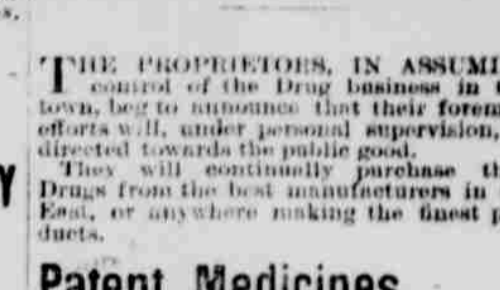 s.
THE PROPRIETORS, IN ASSUMI
control of the Drug business in
town, beg to announce that their forem
efforts will, under personal supervision,
directed towards the public good.
They will continually purchase th
Drugs from the best manufacturers in
East, or anywhere making the finest p
ducts.
Y
Patent Medicines